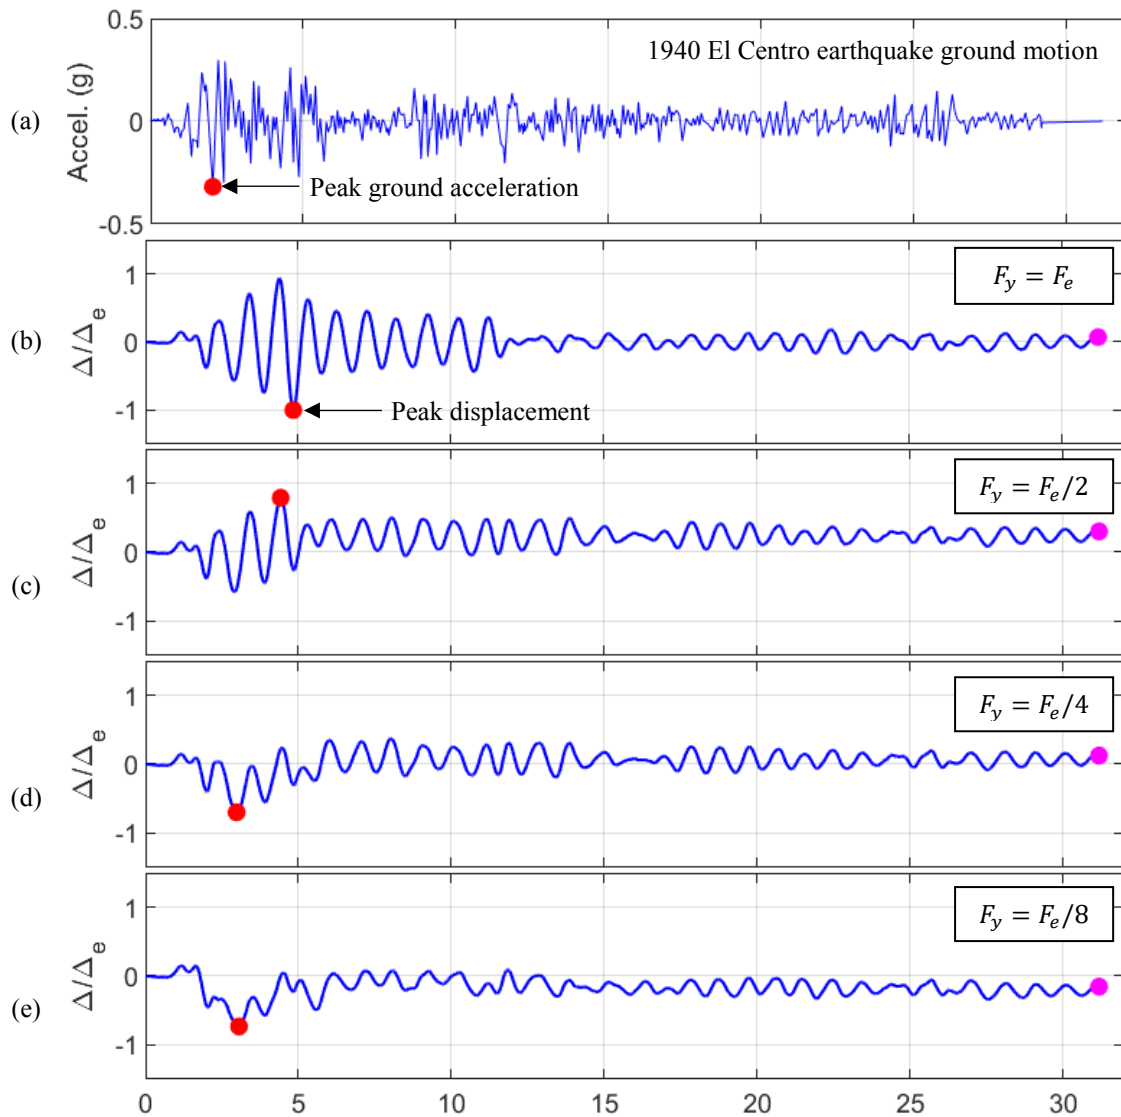 1940 El Centro earthquake ground motion
(a)
Accel. (g)
0.5
0
-0.5
Peak ground acceleration
(b)
Δ/Δe
1
0
-1
Fy = Fe
Peak displacement
(c)
Δ/Δe
1
0
-1
Fy = Fe/2
(d)
Δ/Δe
1
0
-1
Fy = Fe/4
(e)
Δ/Δe
1
0
-1
Fy = Fe/8
0 5 10 15 20 25 30